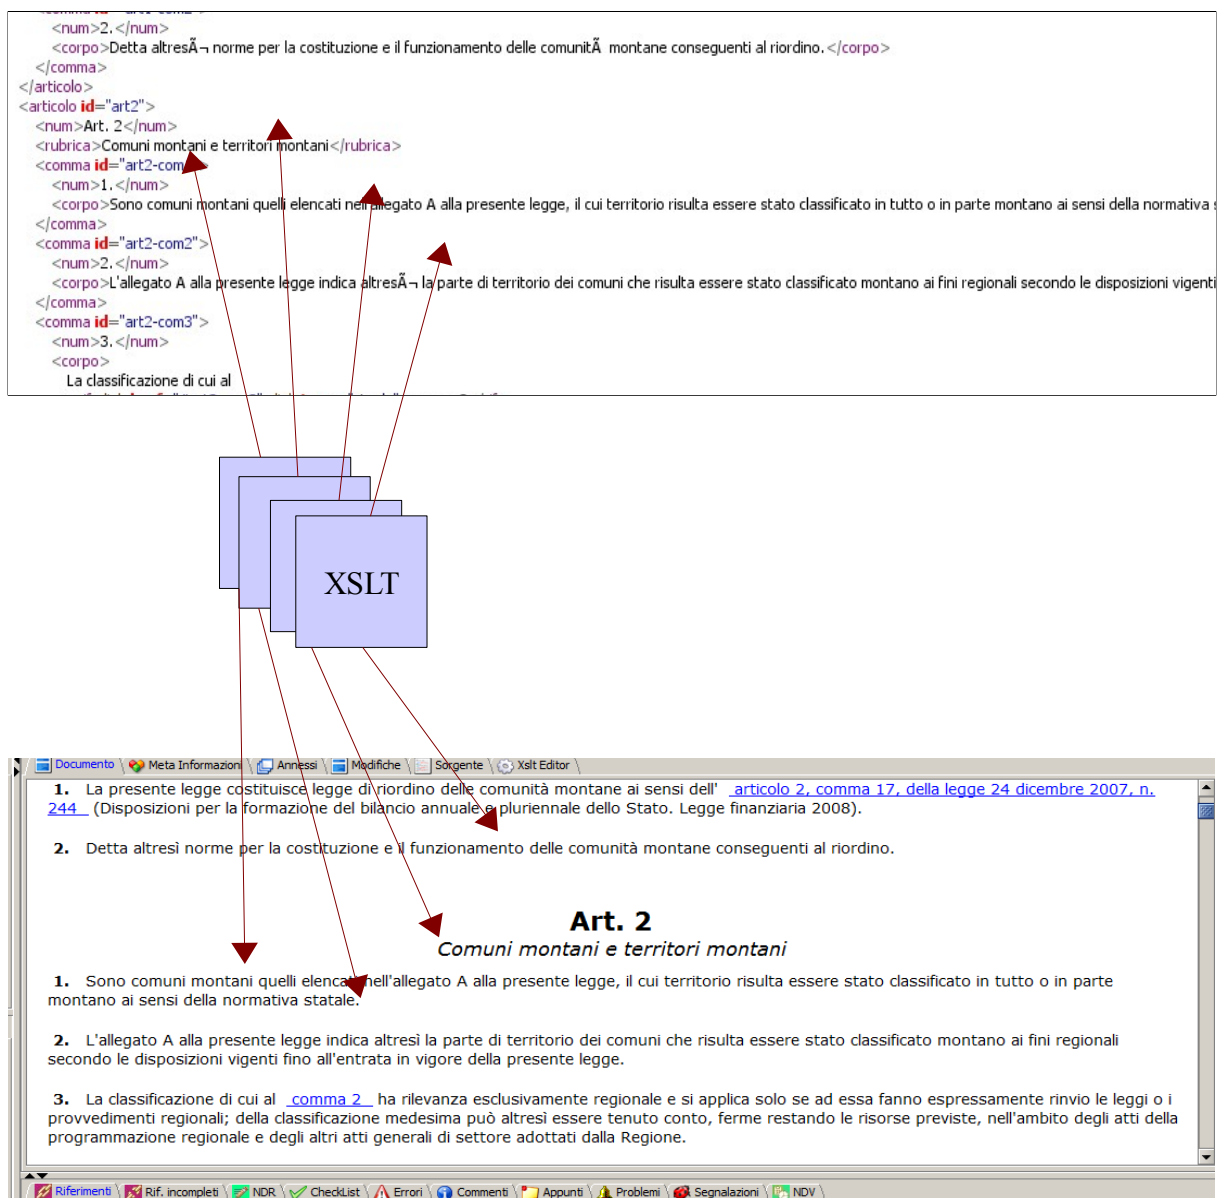 <num>2.</num>
<corpo>Detta altresÃ¬ norme per la costituzione e il funzionamento delle comunitÃ  montane conseguenti al riordino.</corpo>
</comma>
</articolo>
<articolo id="art2">
<num>Art. 2</num>
<rubrica>Comuni montani e territori montani</rubrica>
<comma id="art2-com
<num>1.</num>
<corpo>Sono comuni montani quelli elencati nell'allegato A alla presente legge, il cui territorio risulta essere stato classificato in tutto o in parte montano ai sensi della normativa s
</comma>
<comma id="art2-com2">
<num>2.</num>
<corpo>L'allegato A alla presente legge indica altresÃ¬ la parte di territorio dei comuni che risulta essere stato classificato montano ai fini regionali secondo le disposizioni vigenti
</comma>
<comma id="art2-com3">
<num>3.</num>
<corpo>
La classificazione di cui al
XSLT
Documento Meta Informazioni Annessi Modifiche Sorgente Xslt Editor
1. La presente legge costituisce legge di riordino delle comunità montane ai sensi dell' articolo 2, comma 17, della legge 24 dicembre 2007, n.
244 (Disposizioni per la formazione del bilancio annuale e pluriennale dello Stato. Legge finanziaria 2008).
2. Detta altresì norme per la costituzione e il funzionamento delle comunità montane conseguenti al riordino.
Art. 2
Comuni montani e territori montani
1. Sono comuni montani quelli elencati nell'allegato A alla presente legge, il cui territorio risulta essere stato classificato in tutto o in parte
montano ai sensi della normativa statale.
2. L'allegato A alla presente legge indica altresì la parte di territorio dei comuni che risulta essere stato classificato montano ai fini regionali
secondo le disposizioni vigenti fino all'entrata in vigore della presente legge.
3. La classificazione di cui al comma 2 ha rilevanza esclusivamente regionale e si applica solo se ad essa fanno espressamente rinvio le leggi o i
provvedimenti regionali; della classificazione medesima può altresì essere tenuto conto, ferme restando le risorse previste, nell'ambito degli atti della
programmazione regionale e degli altri atti generali di settore adottati dalla Regione.
Riferimenti Rif. incompleti NDR CheckList Errori Commenti Appunti Problemi Segnalazioni NDV